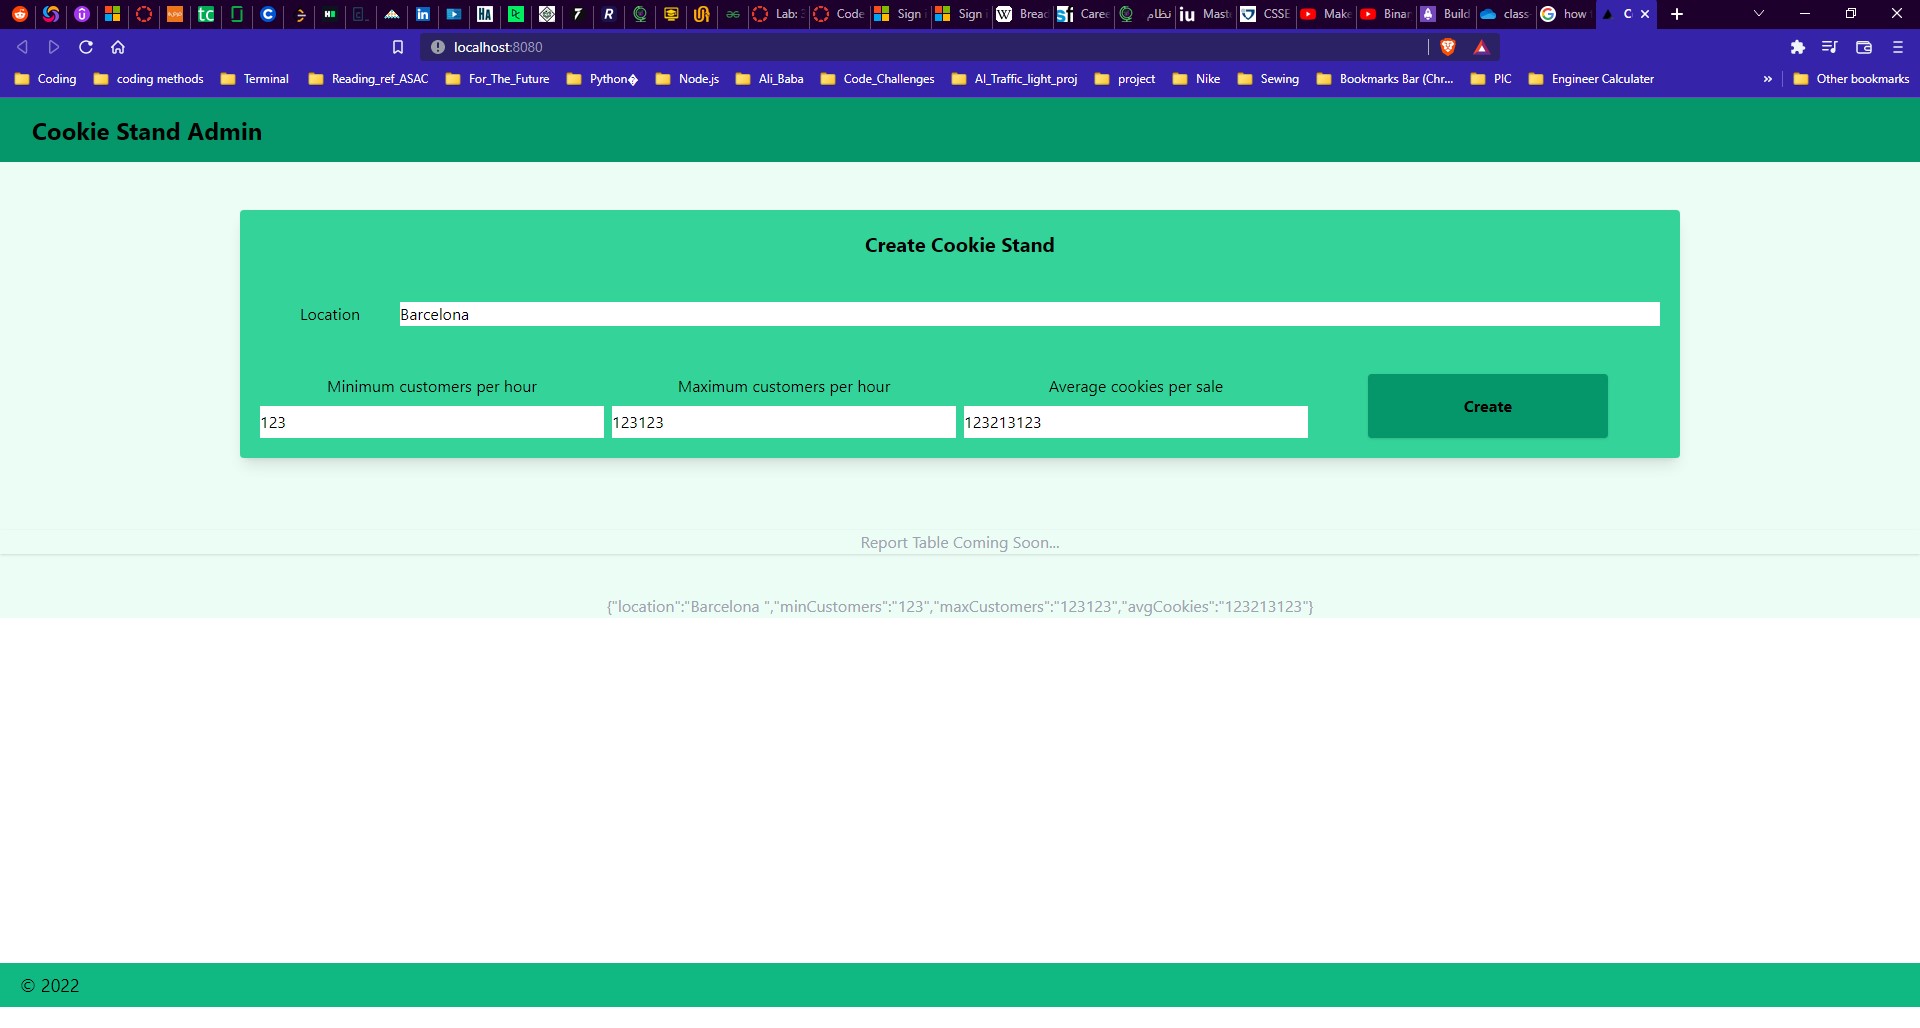 Lab:
Code
Sign
Sign
Breac
Caree
نظام
Mast
CSSE
Make
Binar
Build
class
how
localhost:8080
Coding
coding methods
Terminal
Reading_ref_ASAC
For_The_Future
Python�
Node.js
Ali_Baba
Code_Challenges
AI_Traffic_light_proj
project
Nike
Sewing
Bookmarks Bar (Chr...
PIC
Engineer Calculater
»
Other bookmarks
Cookie Stand Admin
Create Cookie Stand
Location Barcelona
Minimum customers per hour Maximum customers per hour Average cookies per sale
Create
123 123123 123213123
Report Table Coming Soon...
{"location":"Barcelona ","minCustomers":"123","maxCustomers":"123123","avgCookies":"123213123"}
© 2022